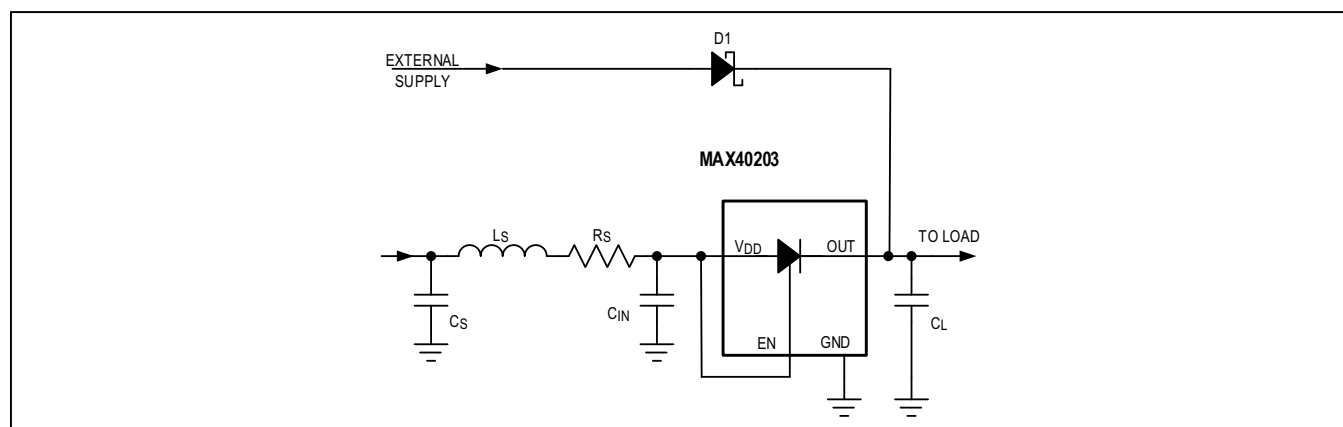 D1
EXTERNAL
SUPPLY
MAX40203
LS
RS
VDD
OUT
TO LOAD
CS
CIN
CL
EN
GND